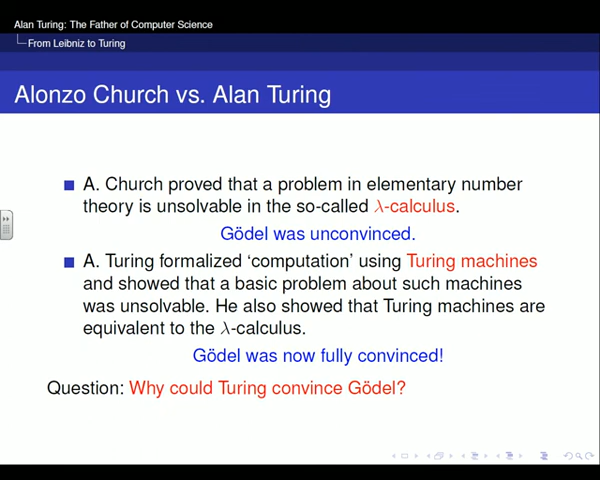 Alan Turing: The Father of Computer Science
From Leibniz to Turing
Alonzo Church vs. Alan Turing
A. Church proved that a problem in elementary number
theory is unsolvable in the so-called λ-calculus.
Gödel was unconvinced.
A. Turing formalized ‘computation’ using Turing machines
and showed that a basic problem about such machines
was unsolvable. He also showed that Turing machines are
equivalent to the λ-calculus.
Gödel was now fully convinced!
Question: Why could Turing convince Gödel?